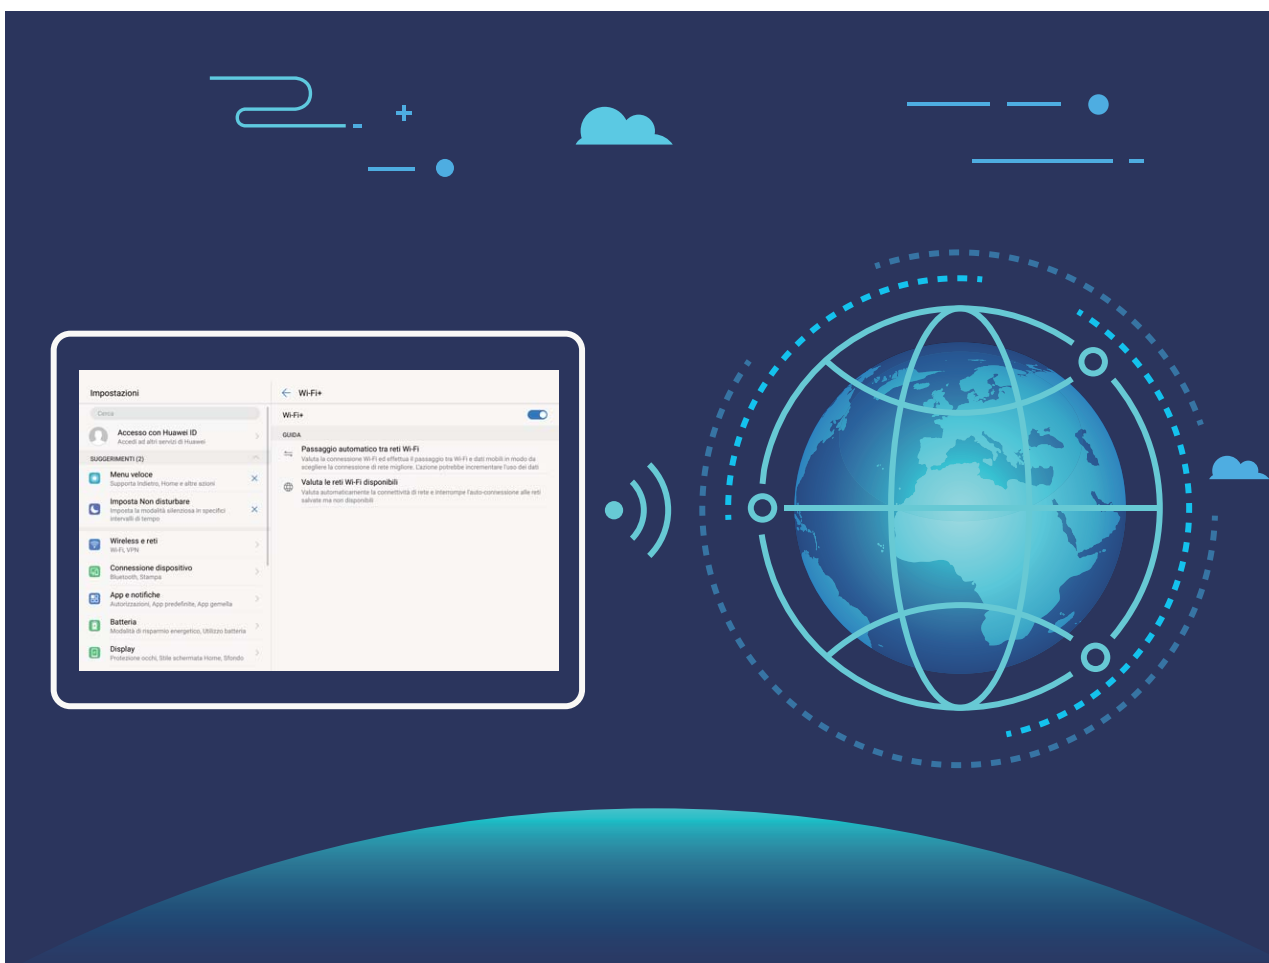 Impostazioni
Cerca
Accesso con Huawei ID
Accedi ad altri servizi di Huawei
SUGGERIMENTI (2)
Menu veloce
Supporta Indietro, Home e altre azioni
Imposta Non disturbare
Imposta la modalità silenziosa in specifici
intervalli di tempo
Wireless e reti
Wi-Fi, VPN
Connessione dispositivo
Bluetooth, Stampa
App e notifiche
Autorizzazioni, App predefinite, App gemella
Batteria
Modalità di risparmio energetico, Utilizzo batteria
Display
Protezione occhi, Stile schermata Home, Sfondo
Wi-Fi+
Wi-Fi+
GUIDA
Passaggio automatico tra reti Wi-Fi
Valuta la connessione Wi-Fi ed effettua il passaggio tra Wi-Fi e dati mobili in modo da
scegliere la connessione di rete migliore. L'azione potrebbe incrementare l'uso dei dati
Valuta le reti Wi-Fi disponibili
Valuta automaticamente la connettività di rete e interrompe l'auto-connessione alle reti
salvate ma non disponibili